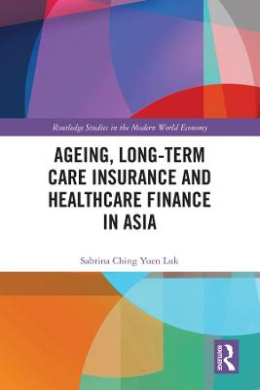 Routledge Studies in the Modern World Economy
AGEING, LONG-TERM
CARE INSURANCE AND
HEALTHCARE FINANCE
IN ASIA
Sabrina Ching Yuen Luk
ROUTLEDGE